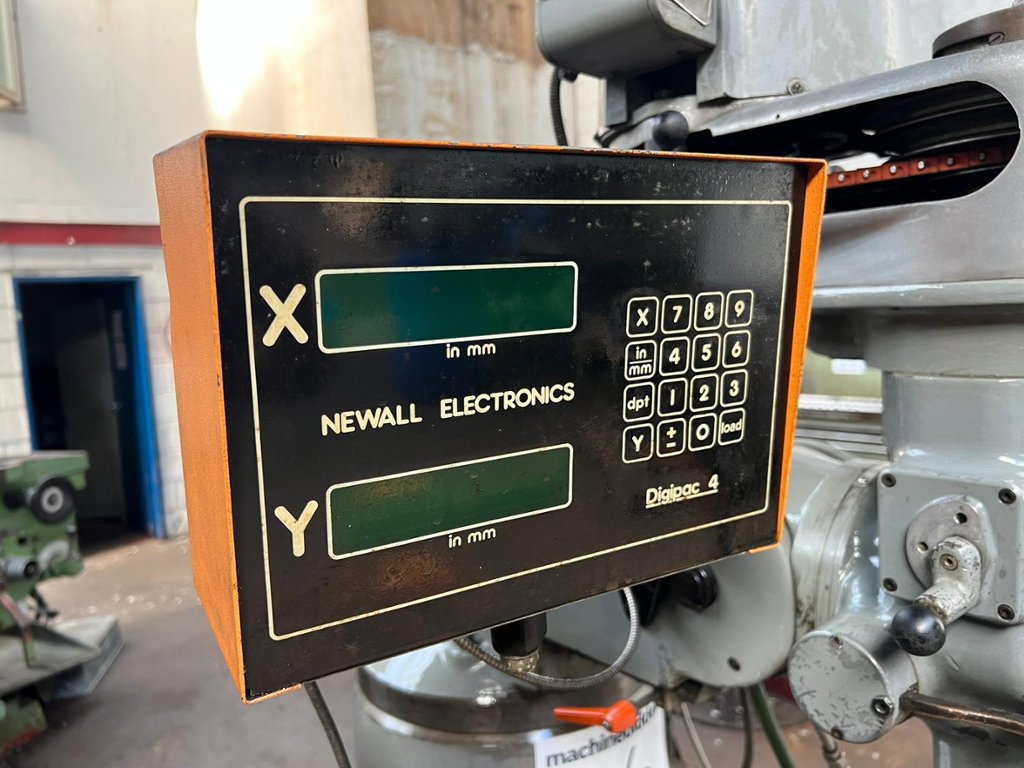 X
in mm
NEWALL ELECTRONICS
Y
in mm
X 7 8 9
in mm 4 5 6
dpt 1 2 3
Y ± 0 load
Digipac 4